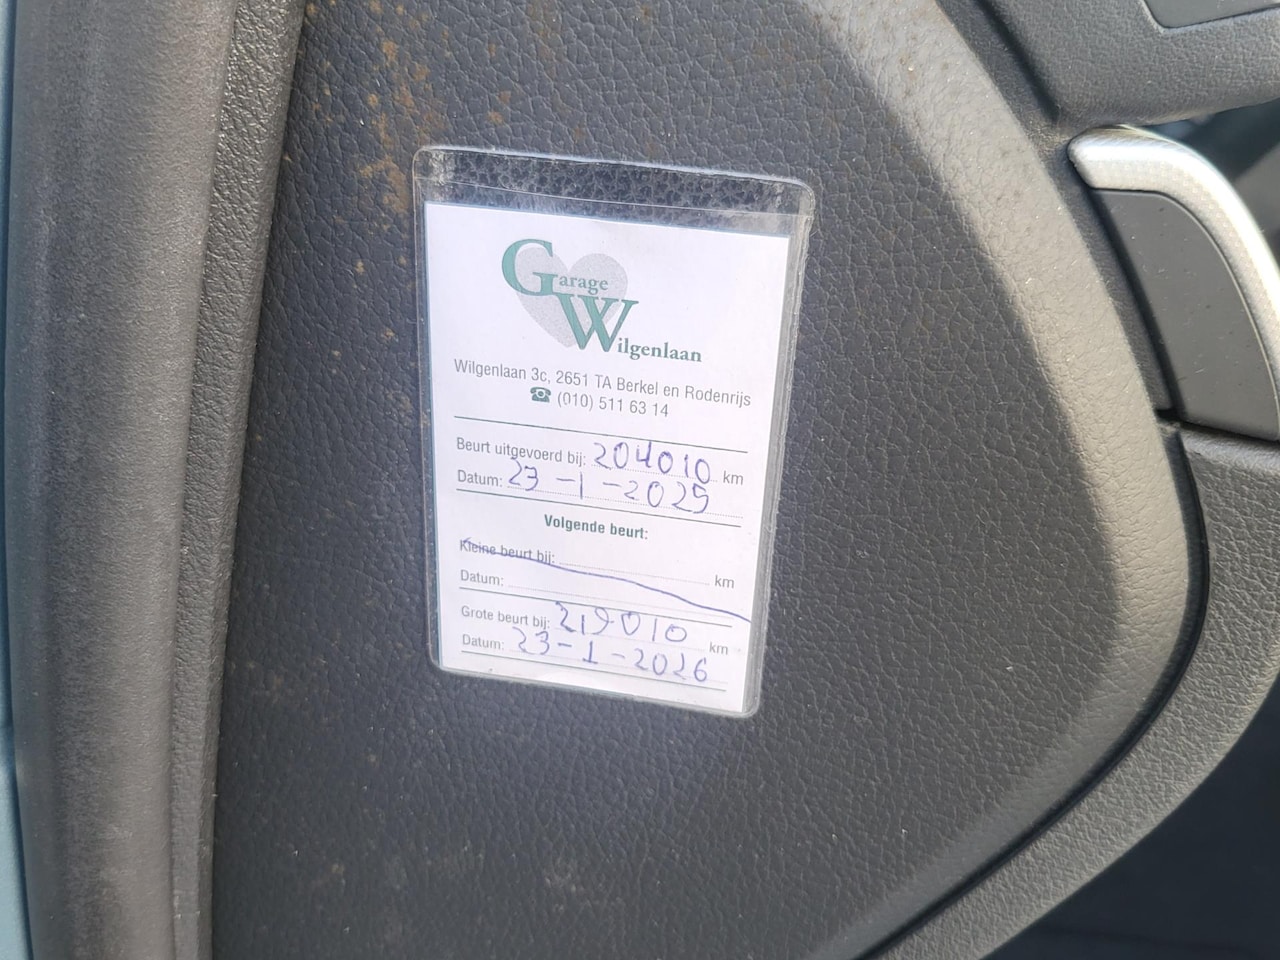 Garage
Wilgenlaan
Wilgenlaan 3c, 2651 TA Berkel en Rodenrijs
☎ (010) 511 63 14
Beurt uitgevoerd bij: 204010 km
Datum: 23-1-2025
Volgende beurt:
Kleine beurt bij: km
Datum:
Grote beurt bij: 219010 km
Datum: 23-1-2026